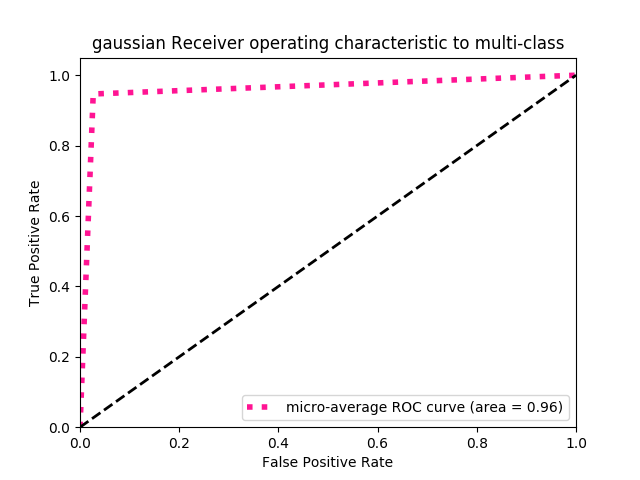 gaussian Receiver operating characteristic to multi-class
1.0
0.8
0.6
0.4
0.2
0.0
True Positive Rate
micro-average ROC curve (area = 0.96)
0.0 0.2 0.4 0.6 0.8 1.0
False Positive Rate